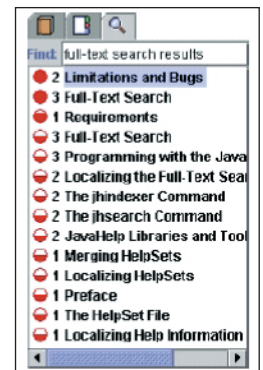 Find: full-text search results
2 Limitations and Bugs
3 Full-Text Search
1 Requirements
3 Full-Text Search
3 Programming with the Java
2 Localizing the Full-Text Sear
2 The jhindexer Command
2 The jhsearch Command
2 JavaHelp Libraries and Tool
1 Merging HelpSets
1 Localizing HelpSets
1 Preface
1 The HelpSet File
1 Localizing Help Information